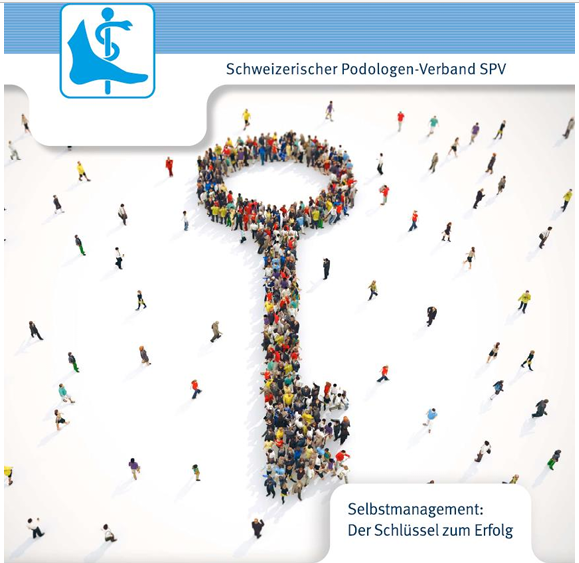 Schweizerischer Podologen-Verband SPV
Selbstmanagement:
Der Schlüssel zum Erfolg